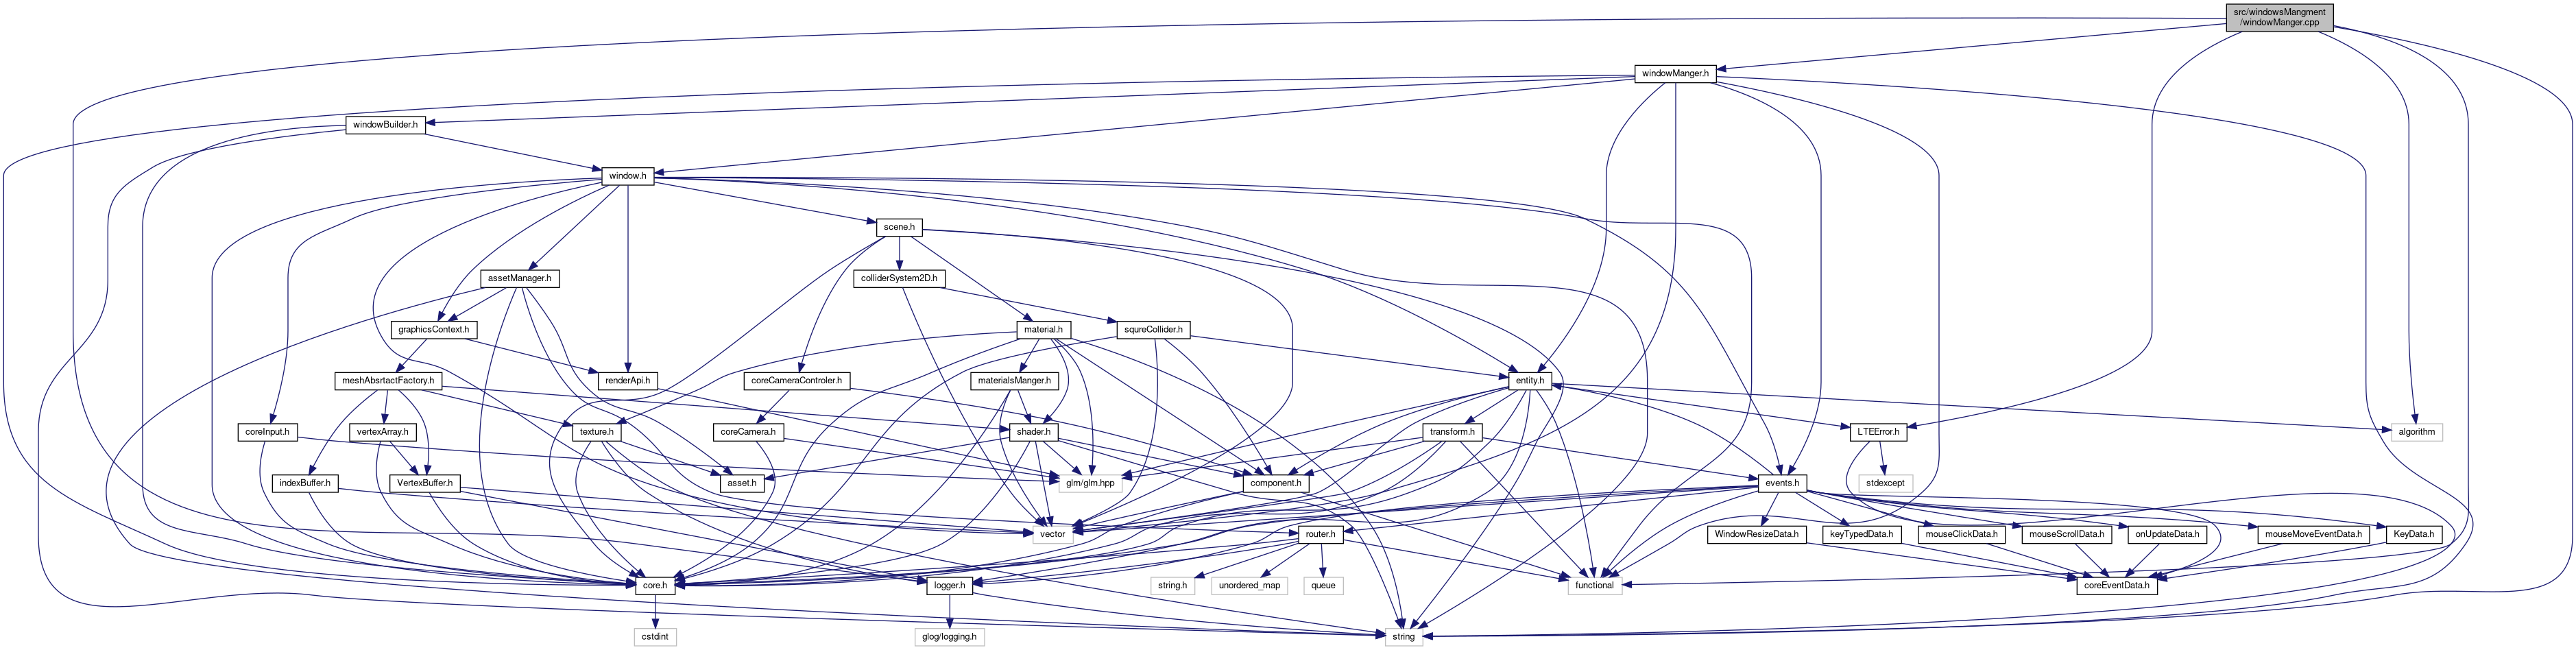 src/windowsMangment
/windowManger.cpp
windowManger.h
windowBuilder.h
window.h
scene.h
assetManager.h
colliderSystem2D.h
graphicsContext.h
material.h
squreCollider.h
meshAbsrtactFactory.h
renderApi.h
coreCameraControler.h
materialsManger.h
entity.h
coreInput.h
vertexArray.h
texture.h
coreCamera.h
shader.h
transform.h
LTEError.h
algorithm
indexBuffer.h
VertexBuffer.h
asset.h
glm/glm.hpp
component.h
events.h
stdexcept
vector
router.h
WindowResizeData.h
keyTypedData.h
mouseClickData.h
mouseScrollData.h
onUpdateData.h
mouseMoveEventData.h
KeyData.h
core.h
logger.h
string.h
unordered_map
queue
functional
coreEventData.h
cstdint
glog/logging.h
string